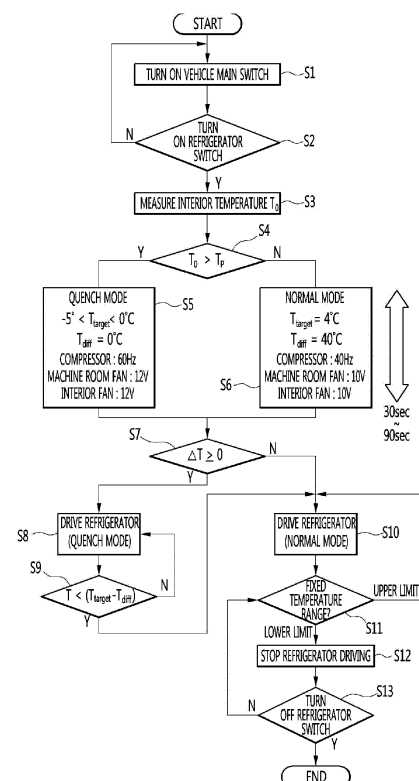 START
TURN ON VEHICLE MAIN SWITCH
S1
TURN
ON REFRIGERATOR
SWITCH
S2
N
Y
MEASURE INTERIOR TEMPERATURE T0
S3
S4
T0 > TP
Y
N
QUENCH MODE
-5° < Ttarget < 0°C
Tdiff = 0°C
COMPRESSOR : 60Hz
MACHINE ROOM FAN : 12V
INTERIOR FAN : 12V
S5
NORMAL MODE
Ttarget = 4°C
Tdiff = 40°C
COMPRESSOR : 40Hz
MACHINE ROOM FAN : 10V
INTERIOR FAN : 10V
S6
30sec
~
90sec
S7
ΔT ≥ 0
N
Y
S8
DRIVE REFRIGERATOR
(QUENCH MODE)
S9
T < (Ttarget-Tdiff)
N
Y
DRIVE REFRIGERATOR
(NORMAL MODE)
S10
FIXED
TEMPERATURE
RANGE?
UPPER LIMIT
S11
LOWER LIMIT
S12
STOP REFRIGERATOR DRIVING
S13
TURN
OFF REFRIGERATOR
SWITCH
N
Y
END